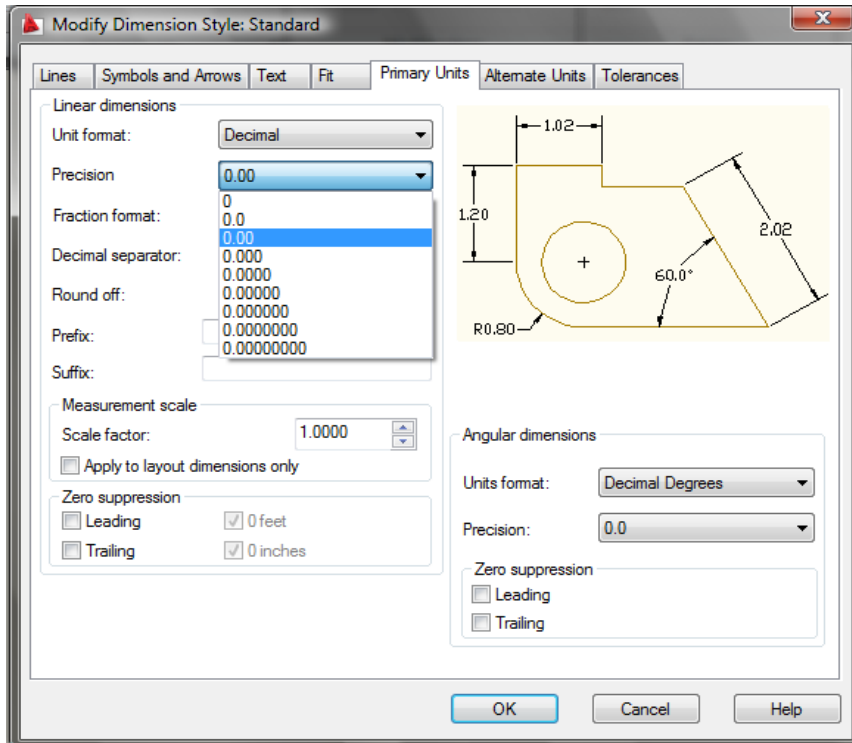 Modify Dimension Style: Standard
Lines
Symbols and Arrows
Text
Fit
Primary Units
Alternate Units
Tolerances
Linear dimensions
Unit format:
Decimal
Precision
0.00
0
0.0
0.00
0.000
0.0000
0.00000
0.000000
0.0000000
0.00000000
Fraction format:
Decimal separator:
Round off:
Prefix:
Suffix:
Measurement scale
Scale factor:
1.0000
Apply to layout dimensions only
Zero suppression
Leading
0 feet
Trailing
0 inches
1.02
1.20
2.02
60.0°
R0.80
Angular dimensions
Units format:
Decimal Degrees
Precision:
0.0
Zero suppression
Leading
Trailing
OK
Cancel
Help